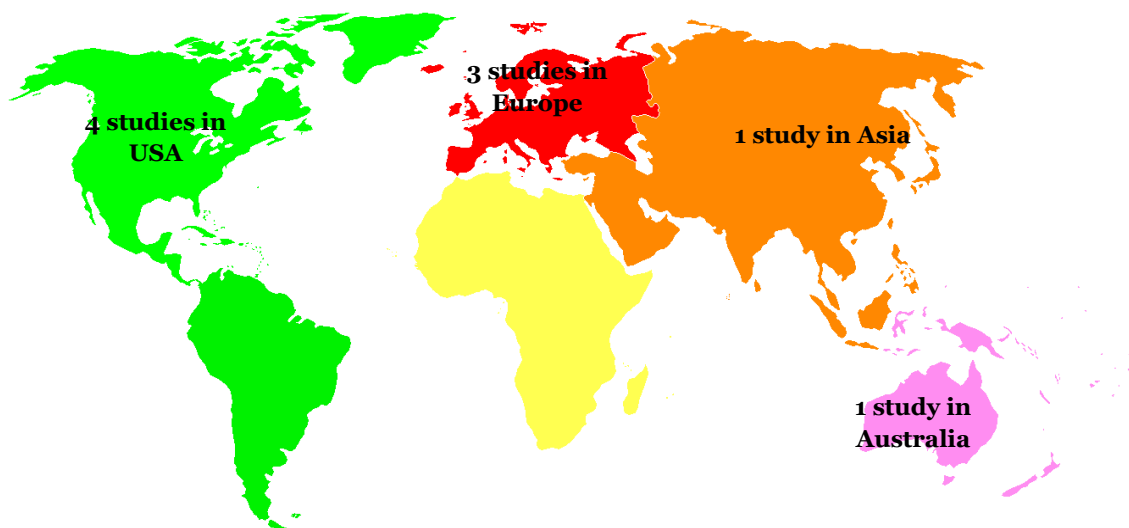 4 studies in
USA
3 studies in
Europe
1 study in Asia
1 study in
Australia